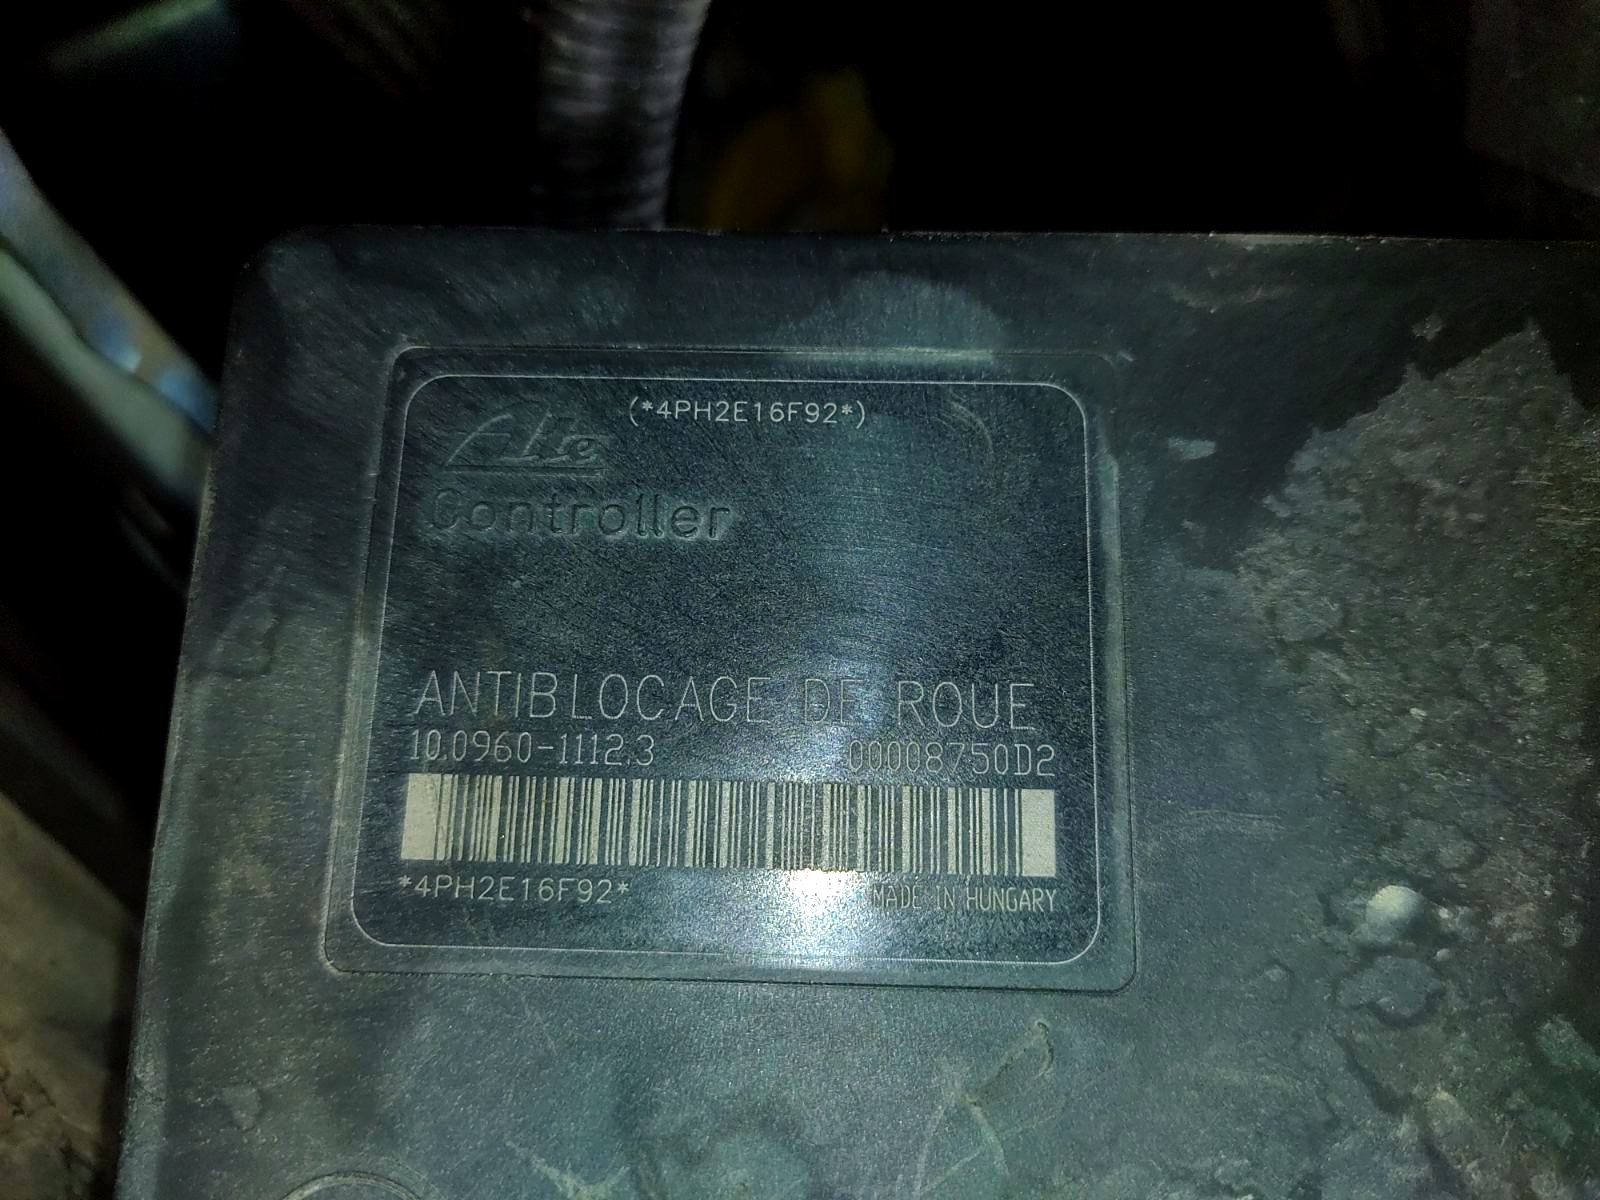 (*4PH2E16F92*)
Ate
Controller
ANTIBLOCAGE DE ROUE
10.0960-1112.3 00008750D2
*4PH2E16F92* MADE IN HUNGARY